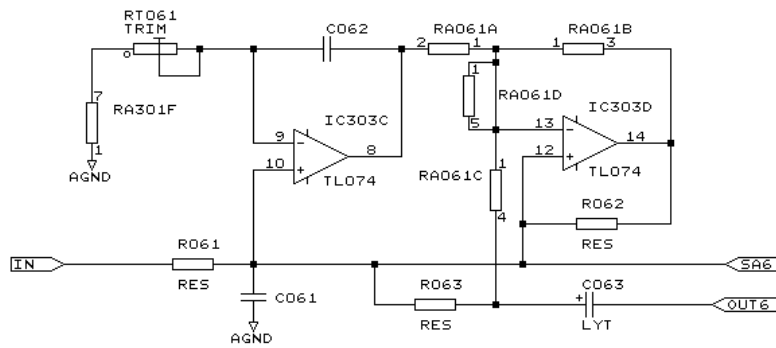 RT061
TRIM
C062
RA061A
RA061B
2
1
1
3
7
RA301F
1
RA061D
5
IC303C
IC303D
9
13
14
8
10
12
AGND
TL074
TL074
RA061C
1
4
R062
RES
IN
R061
RES
SA6
C061
R063
RES
+
C063
LYT
OUT6
AGND
1
-
+
-
+